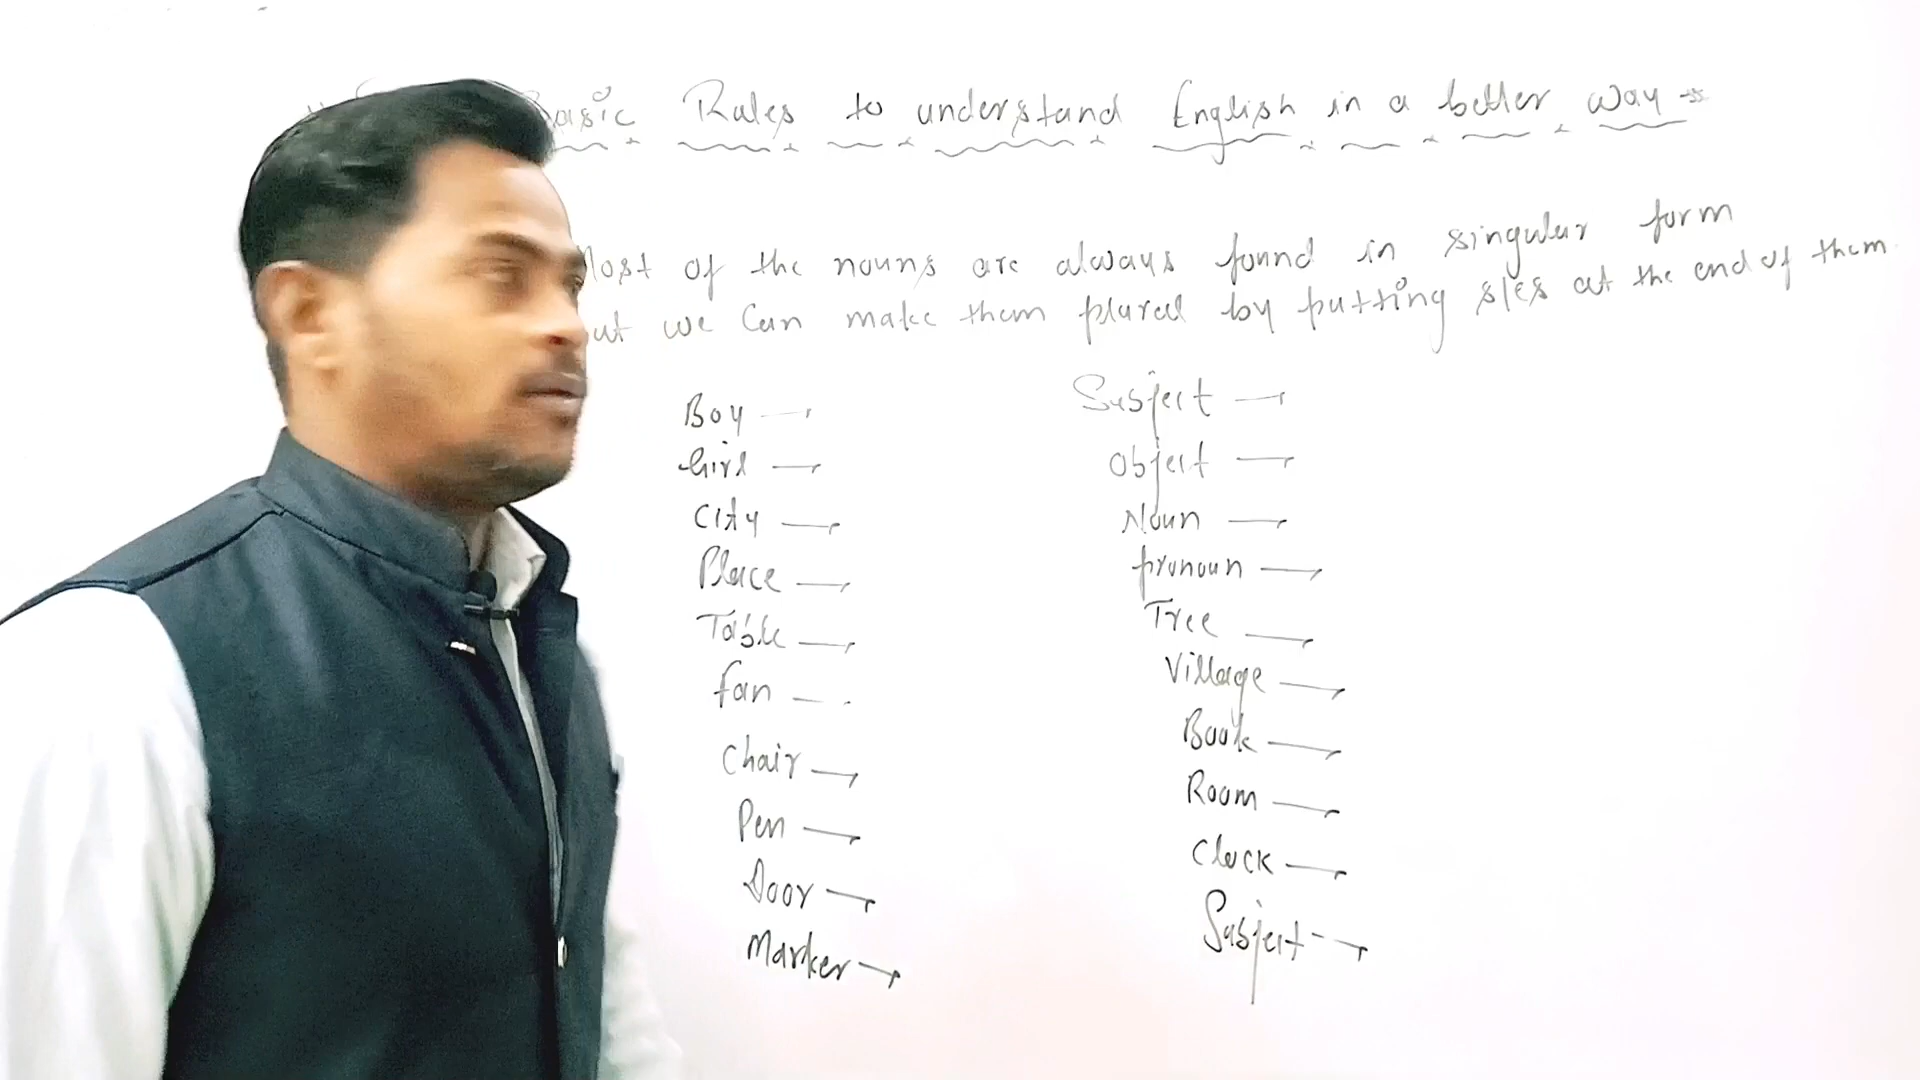 Basic Rules to understand English in a better way
Most of the nouns are always found in singular form
but we can make them plural by putting s/es at the end of them
Boy →
Girl →
City →
Place →
Table →
Fan →
Chair →
Pen →
Door →
Marker →
Subject →
Object →
Noun →
Pronoun →
Tree →
Village →
Book →
Room →
Clock →
Subject →